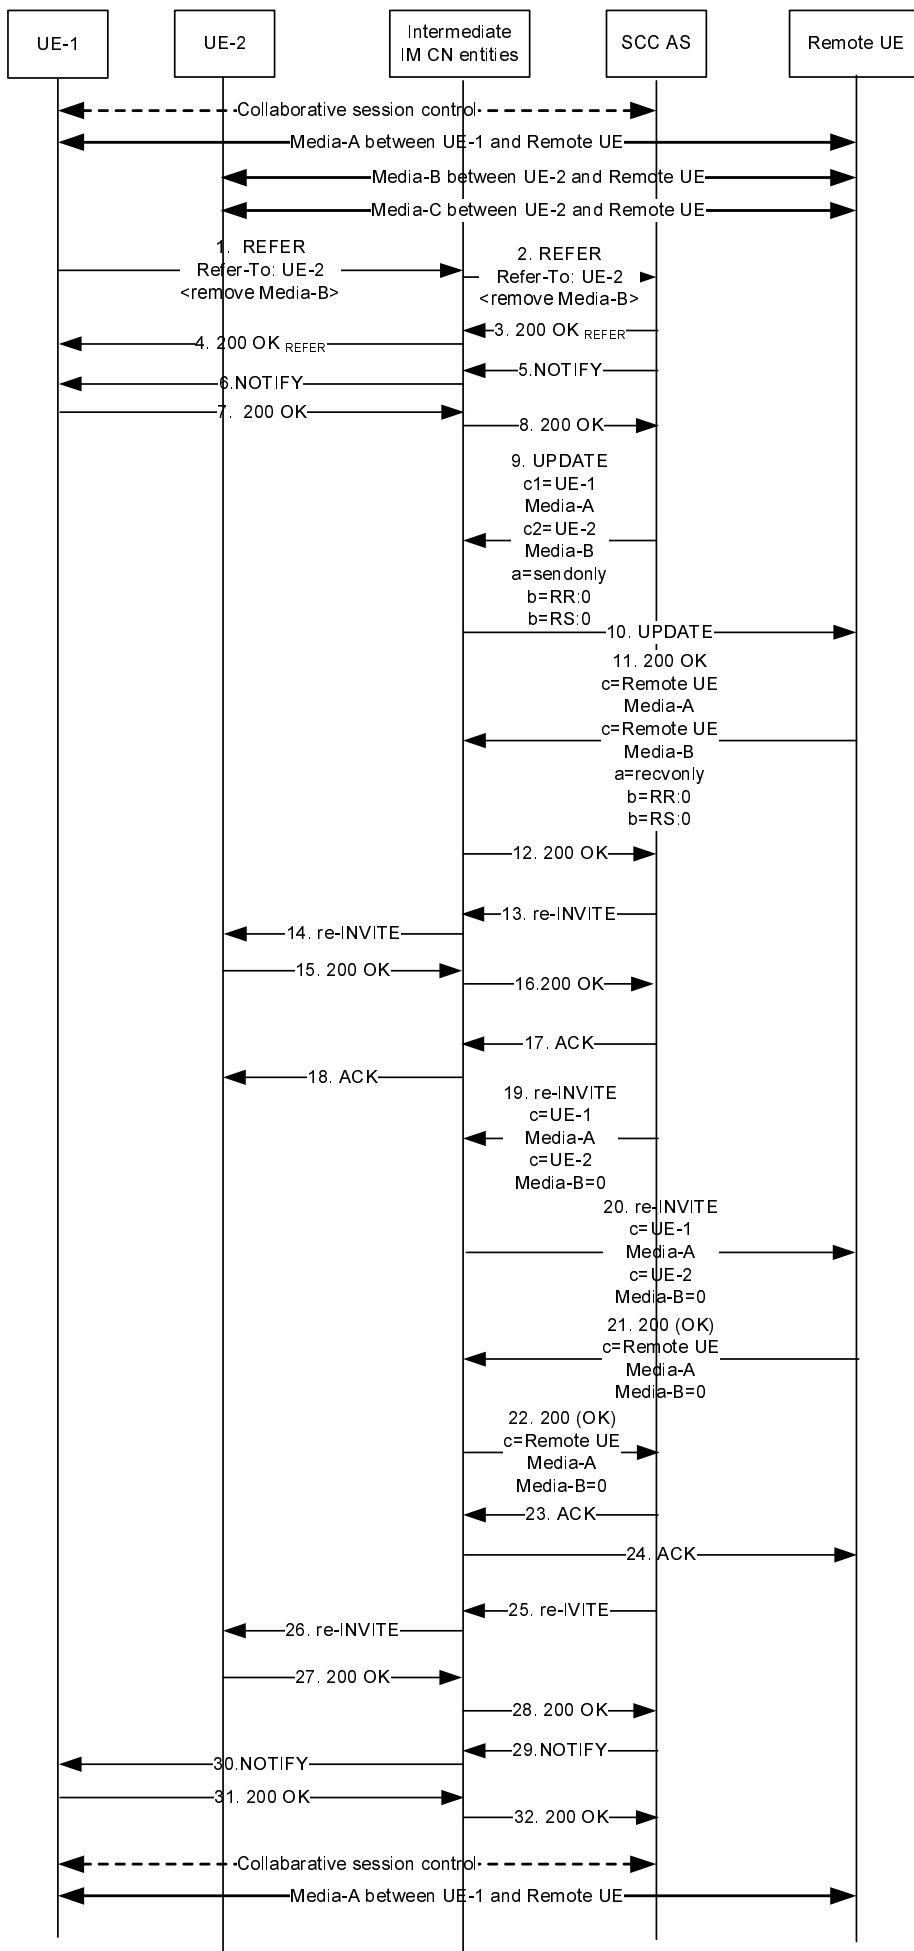 UE-1
UE-2
Intermediate
IM CN entities
SCC AS
Remote UE
Collaborative session control
Media-A between UE-1 and Remote UE
Media-B between UE-2 and Remote UE
Media-C between UE-2 and Remote UE
1. REFER
Refer-To: UE-2
<remove Media-B>
2. REFER
Refer-To: UE-2
<remove Media-B>
3. 200 OK REFER
4. 200 OK REFER
5.NOTIFY
6.NOTIFY
7. 200 OK
8. 200 OK
9. UPDATE
c1=UE-1
Media-A
c2=UE-2
Media-B
a=sendonly
b=RR:0
b=RS:0
10. UPDATE
11. 200 OK
c=Remote UE
Media-A
c=Remote UE
Media-B
a=recvonly
b=RR:0
b=RS:0
12. 200 OK
13. re-INVITE
14. re-INVITE
15. 200 OK
16.200 OK
17. ACK
18. ACK
19. re-INVITE
c=UE-1
Media-A
c=UE-2
Media-B=0
20. re-INVITE
c=UE-1
Media-A
c=UE-2
Media-B=0
21. 200 (OK)
c=Remote UE
Media-A
Media-B=0
22. 200 (OK)
c=Remote UE
Media-A
Media-B=0
23. ACK
24. ACK
25. re-IVITE
26. re-INVITE
27. 200 OK
28. 200 OK
29.NOTIFY
30.NOTIFY
31. 200 OK
32. 200 OK
Collabarative session control
Media-A between UE-1 and Remote UE